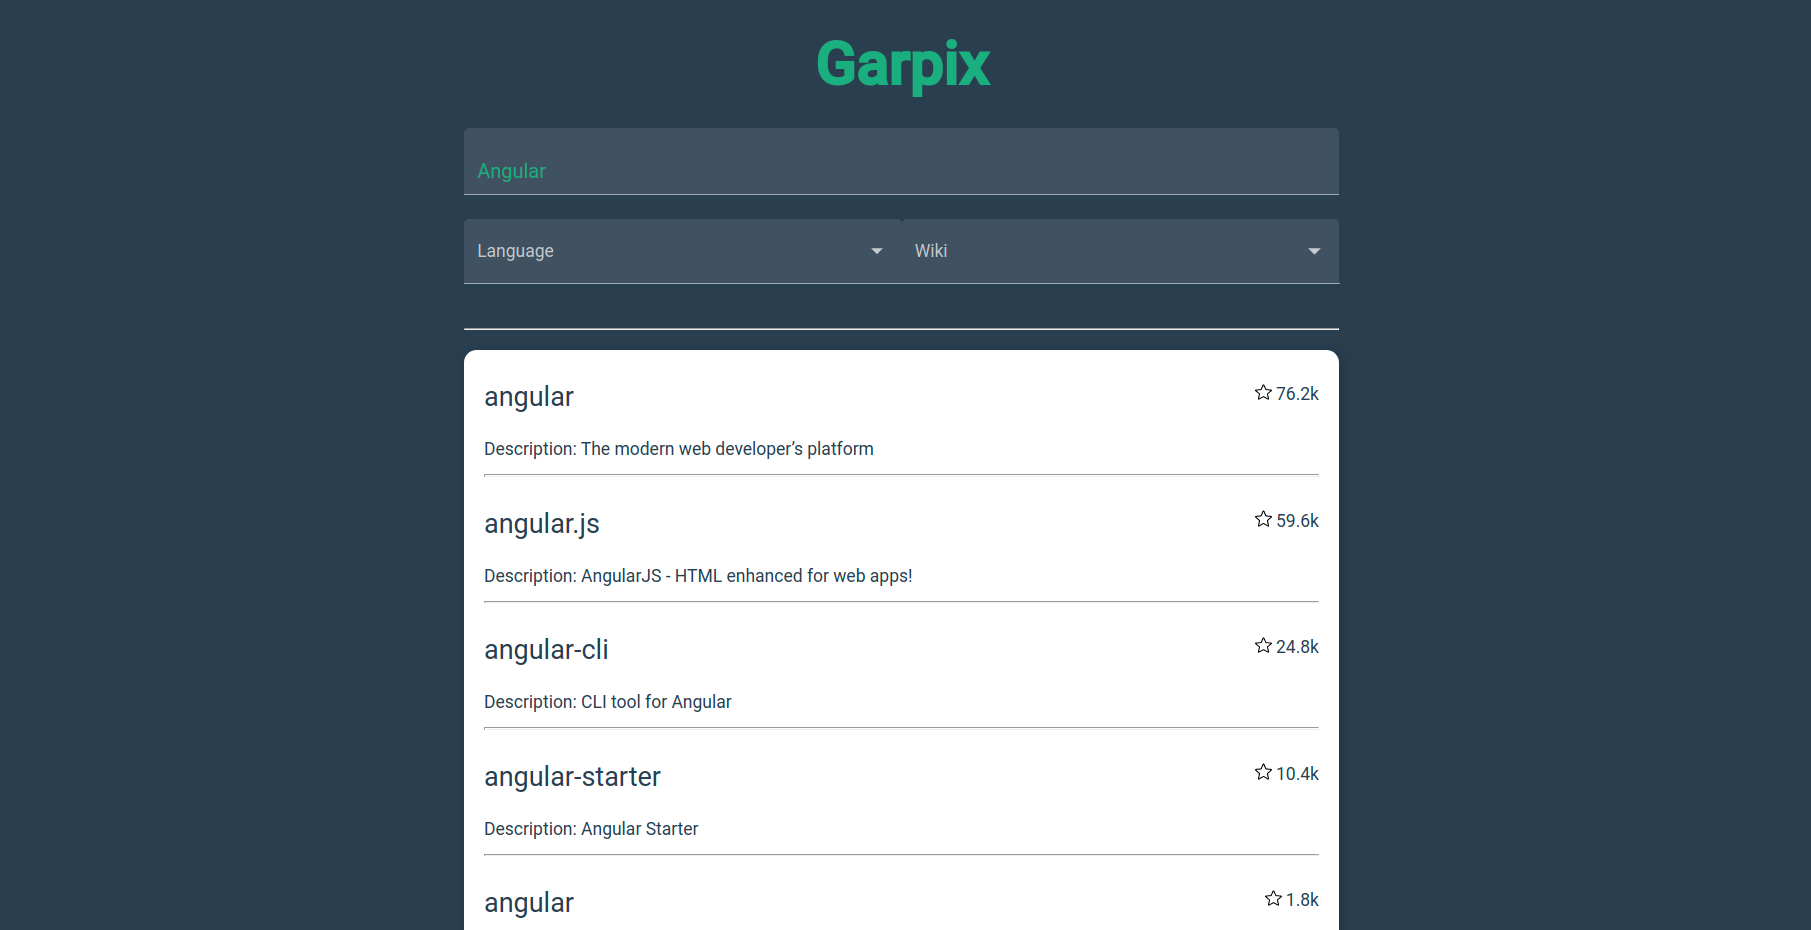 Garpix
Angular
Language Wiki
angular 76.2k
Description: The modern web developer’s platform
angular.js 59.6k
Description: AngularJS - HTML enhanced for web apps!
angular-cli 24.8k
Description: CLI tool for Angular
angular-starter 10.4k
Description: Angular Starter
angular 1.8k